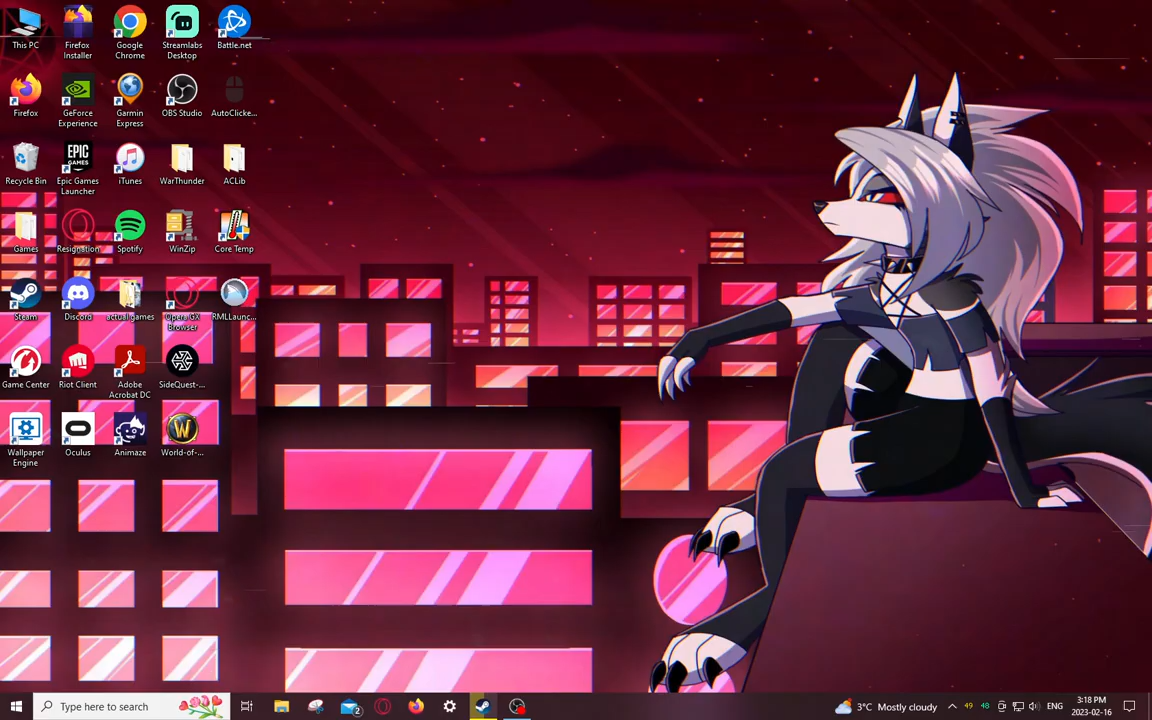 This PC
Firefox
Installer
Google
Chrome
Streamlabs
Desktop
Battle.net
Firefox
GeForce
Experience
Garmin
Express
OBS Studio
AutoClicke...
EPIC
GAMES
Recycle Bin
Epic Games
Launcher
iTunes
WarThunder
ACLib
Games
Resignation
Spotify
WinZip
Core Temp
Steam
Discord
actual games
Opera GX
Browser
RMLLaunc...
Game Center
Riot Client
Adobe
Acrobat DC
SideQuest-...
W
Wallpaper
Engine
Oculus
Animaze
World-of-...
Type here to search
2
3°C Mostly cloudy
49
48
ENG
3:18 PM
2023-02-16